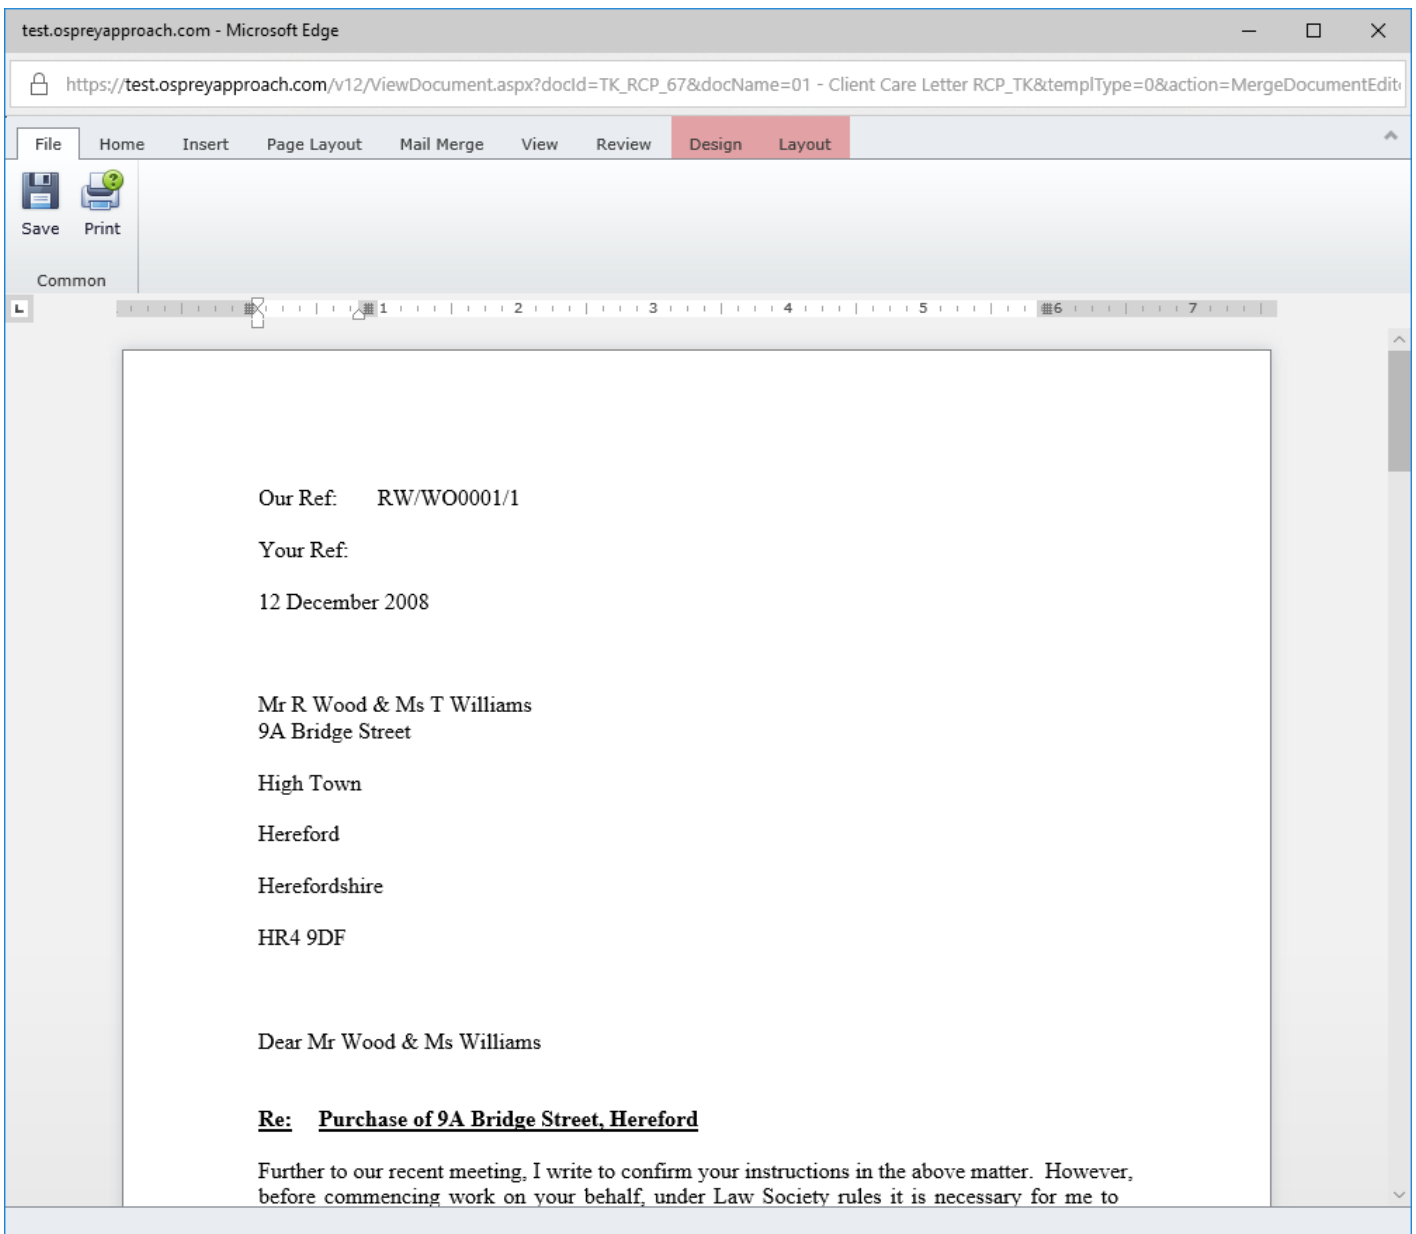 test.ospreyapproach.com - Microsoft Edge
https://test.ospreyapproach.com/v12/ViewDocument.aspx?docId=TK_RCP_67&docName=01 - Client Care Letter RCP_TK&templType=0&action=MergeDocumentEdit
File Home Insert Page Layout Mail Merge View Review Design Layout
Save Print
Common
L 1 2 3 4 5 6 7
Our Ref: RW/WO0001/1
Your Ref:
12 December 2008
Mr R Wood & Ms T Williams
9A Bridge Street
High Town
Hereford
Herefordshire
HR4 9DF
Dear Mr Wood & Ms Williams
Re: Purchase of 9A Bridge Street, Hereford
Further to our recent meeting, I write to confirm your instructions in the above matter. However,
before commencing work on your behalf, under Law Society rules it is necessary for me to